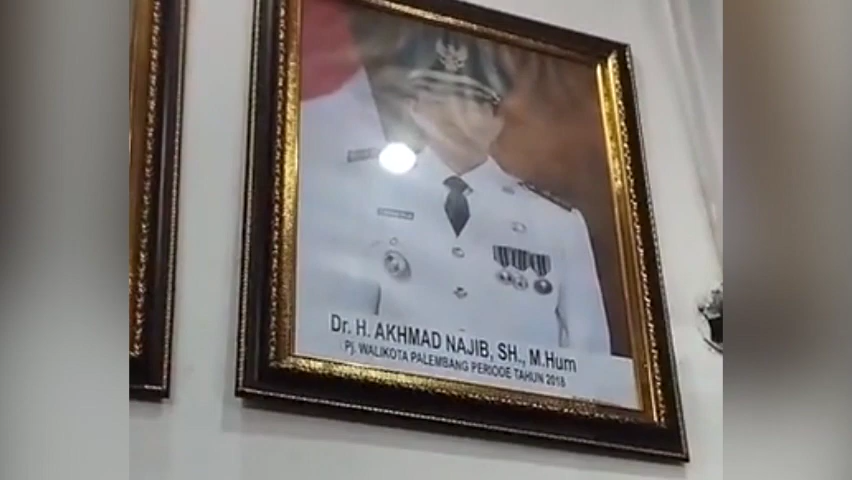 Dr. H. AKHMAD NAJIB, SH., M.Hum
Pj. WALIKOTA PALEMBANG PERIODE TAHUN 2018